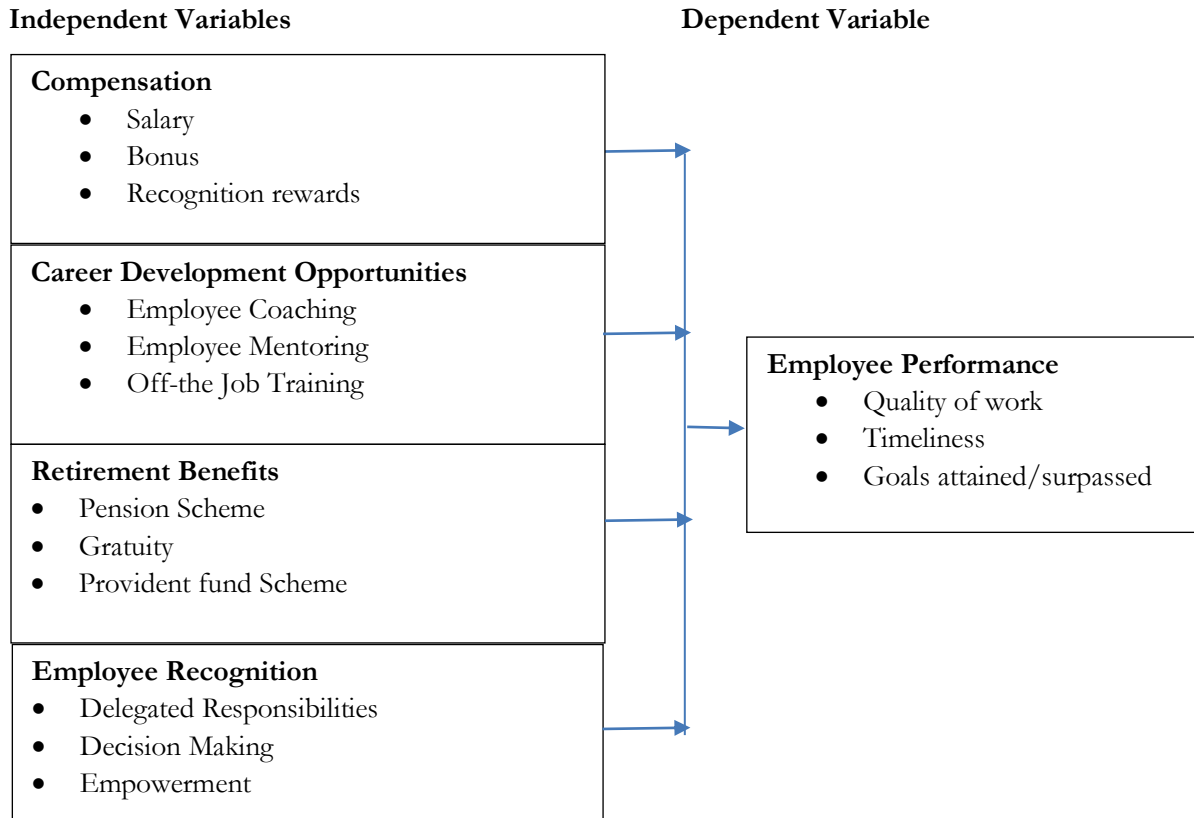 Independent Variables
Dependent Variable
Compensation
• Salary
• Bonus
• Recognition rewards
Career Development Opportunities
• Employee Coaching
• Employee Mentoring
• Off-the Job Training
Retirement Benefits
• Pension Scheme
• Gratuity
• Provident fund Scheme
Employee Recognition
• Delegated Responsibilities
• Decision Making
• Empowerment
Employee Performance
• Quality of work
• Timeliness
• Goals attained/surpassed